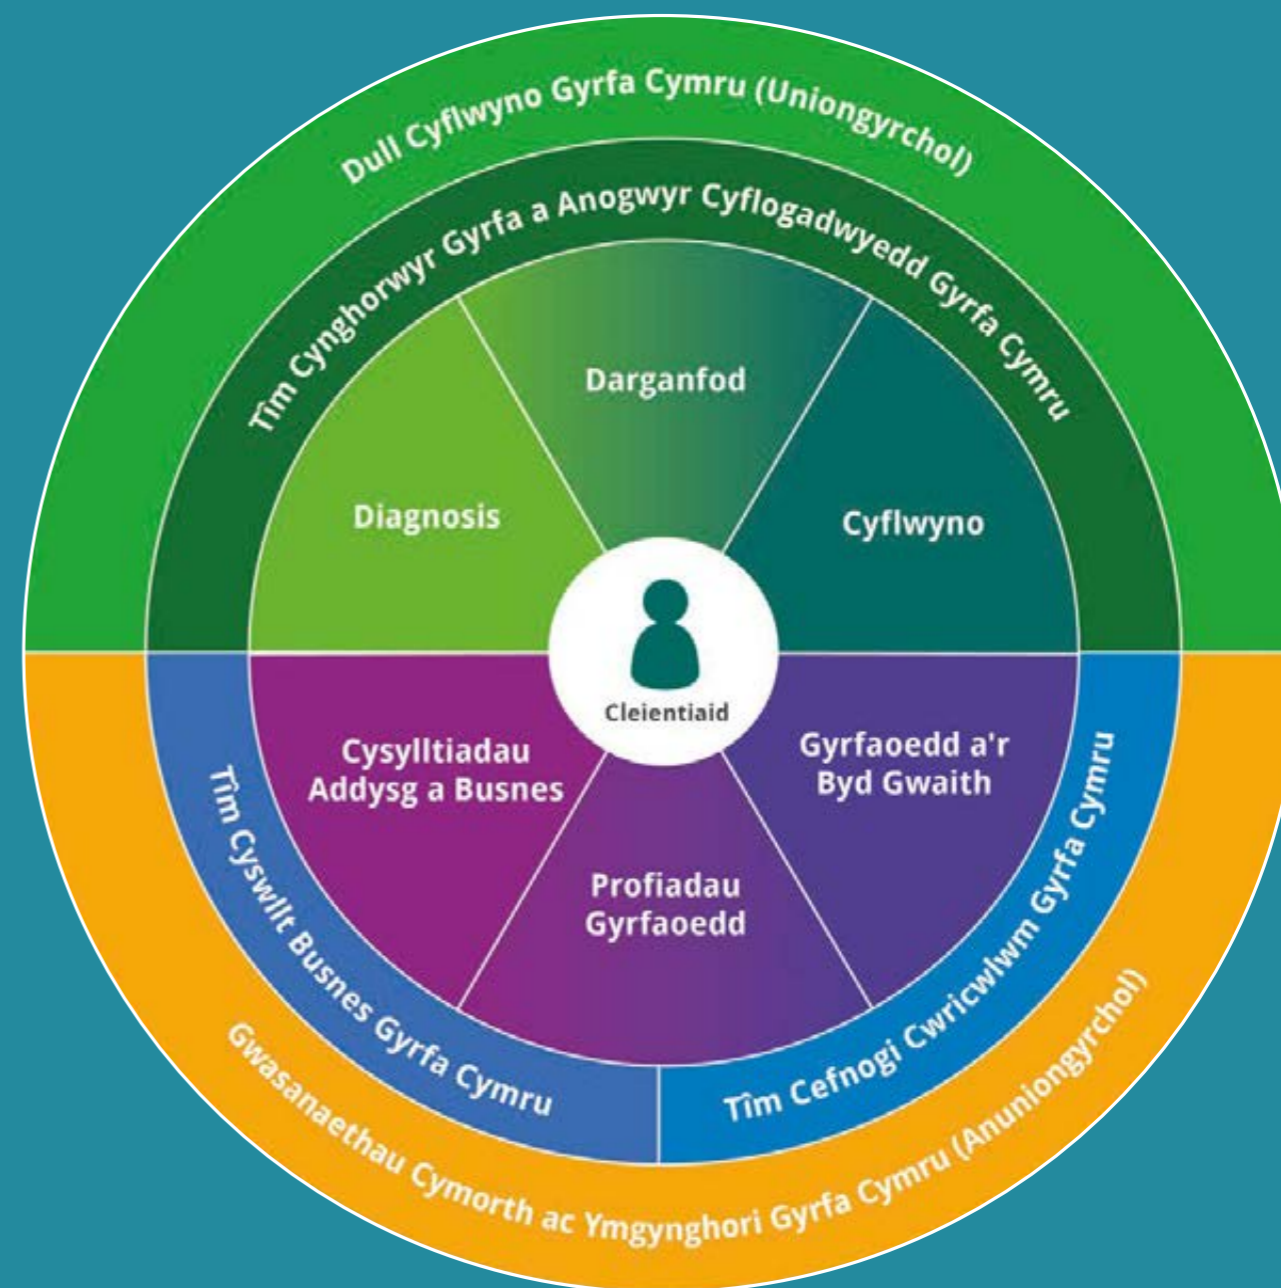 Dull Cyflwyno Gyrfa Cymru (Uniongyrchol)
Tîm Cynghorwyr Gyrfa a Anogwyr Cyflogadwyedd Gyrfa Cymru
Darganfod
Diagnosis
Cyflwyno
Cleientiaid
Cysylltiadau
Addysg a Busnes
Gyrfaoedd a'r
Byd Gwaith
Profiadau
Gyrfaoedd
Tîm Cyswllt Busnes Gyrfa Cymru
Tîm Cefnogi Cwricwlwm Gyrfa Cymru
Gwasanaethau Cymorth ac Ymgynghori Gyrfa Cymru (Anuniongyrchol)